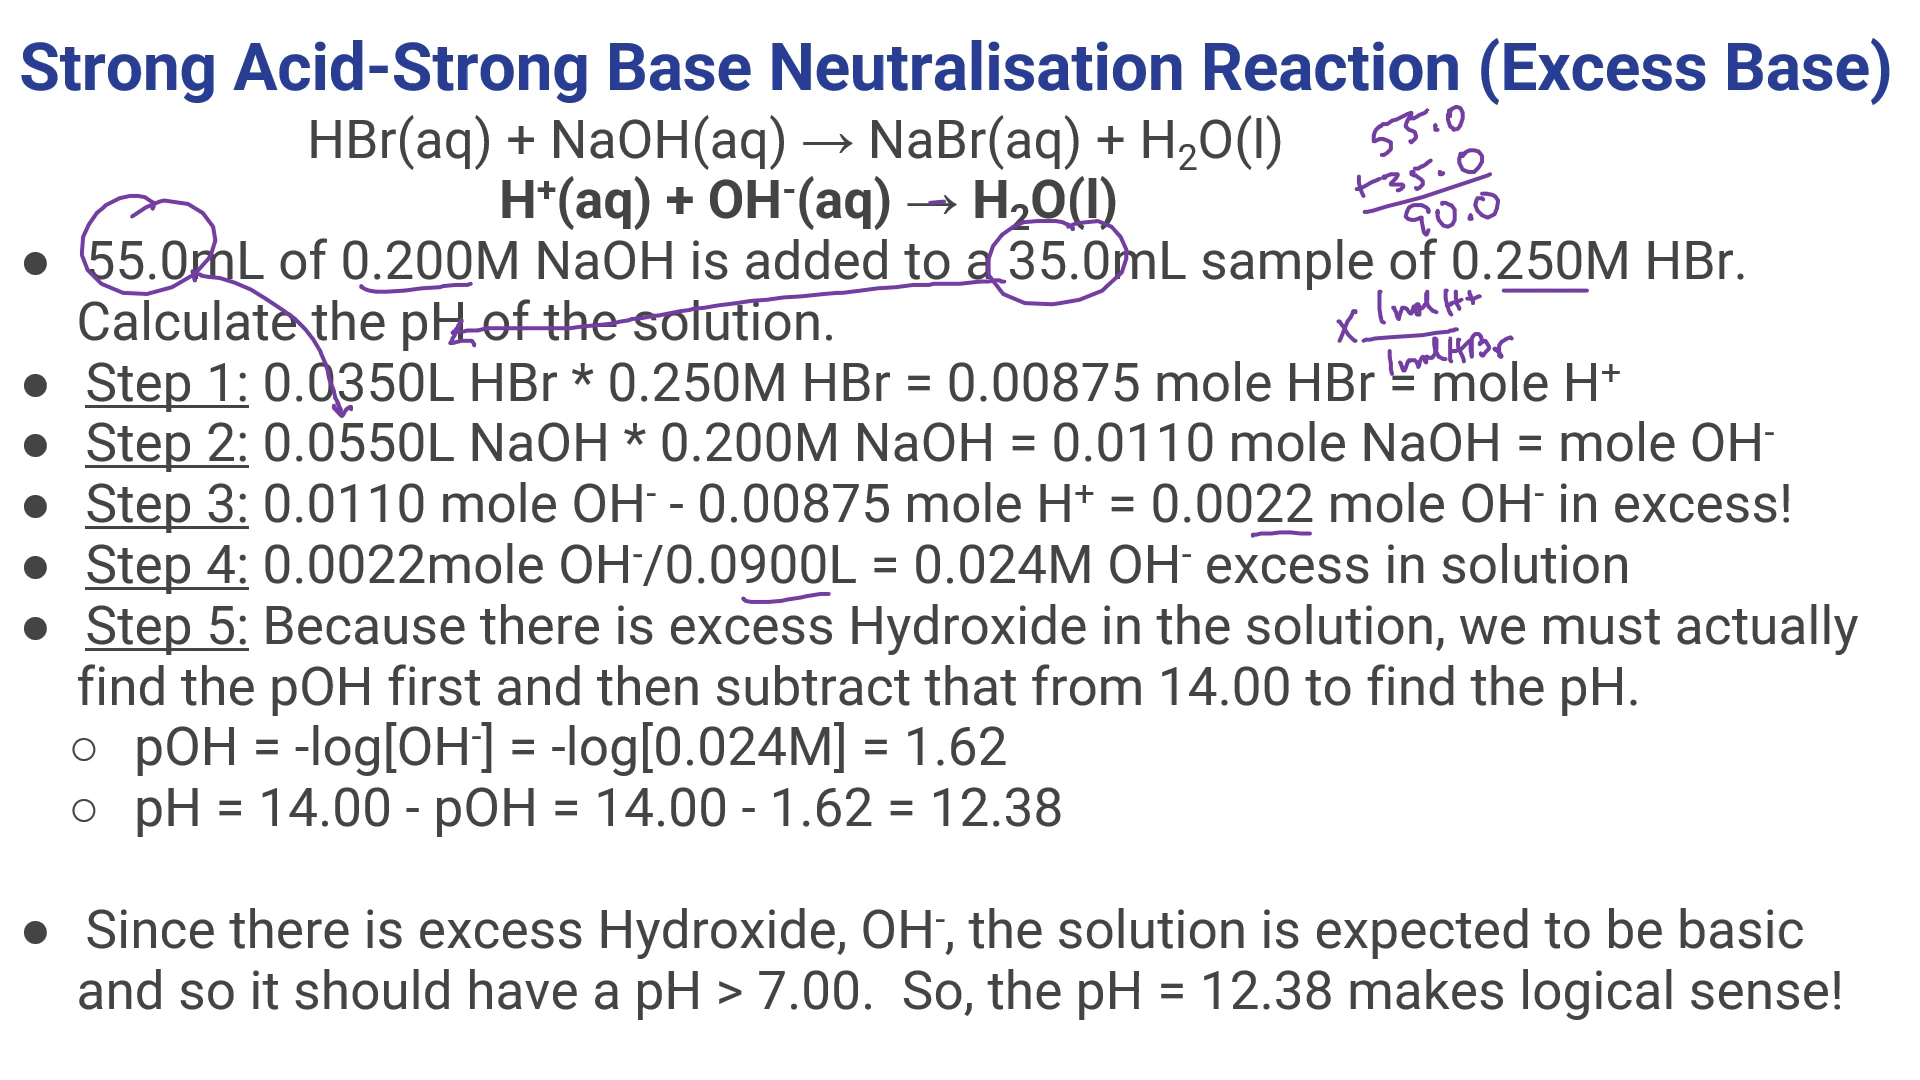 Strong Acid-Strong Base Neutralisation Reaction (Excess Base)
HBr(aq) + NaOH(aq) → NaBr(aq) + H₂O(l)
H⁺(aq) + OH⁻(aq) → H₂O(l)
55.0
+35.0
90.0
● 55.0mL of 0.200M NaOH is added to a 35.0mL sample of 0.250M HBr.
Calculate the pH of the solution.
x 1mol H+
1mol HBr
● Step 1: 0.0350L HBr * 0.250M HBr = 0.00875 mole HBr = mole H⁺
● Step 2: 0.0550L NaOH * 0.200M NaOH = 0.0110 mole NaOH = mole OH⁻
● Step 3: 0.0110 mole OH⁻ - 0.00875 mole H⁺ = 0.0022 mole OH⁻ in excess!
● Step 4: 0.0022mole OH⁻/0.0900L = 0.024M OH⁻ excess in solution
● Step 5: Because there is excess Hydroxide in the solution, we must actually
find the pOH first and then subtract that from 14.00 to find the pH.
○ pOH = -log[OH⁻] = -log[0.024M] = 1.62
○ pH = 14.00 - pOH = 14.00 - 1.62 = 12.38
● Since there is excess Hydroxide, OH⁻, the solution is expected to be basic
and so it should have a pH > 7.00. So, the pH = 12.38 makes logical sense!